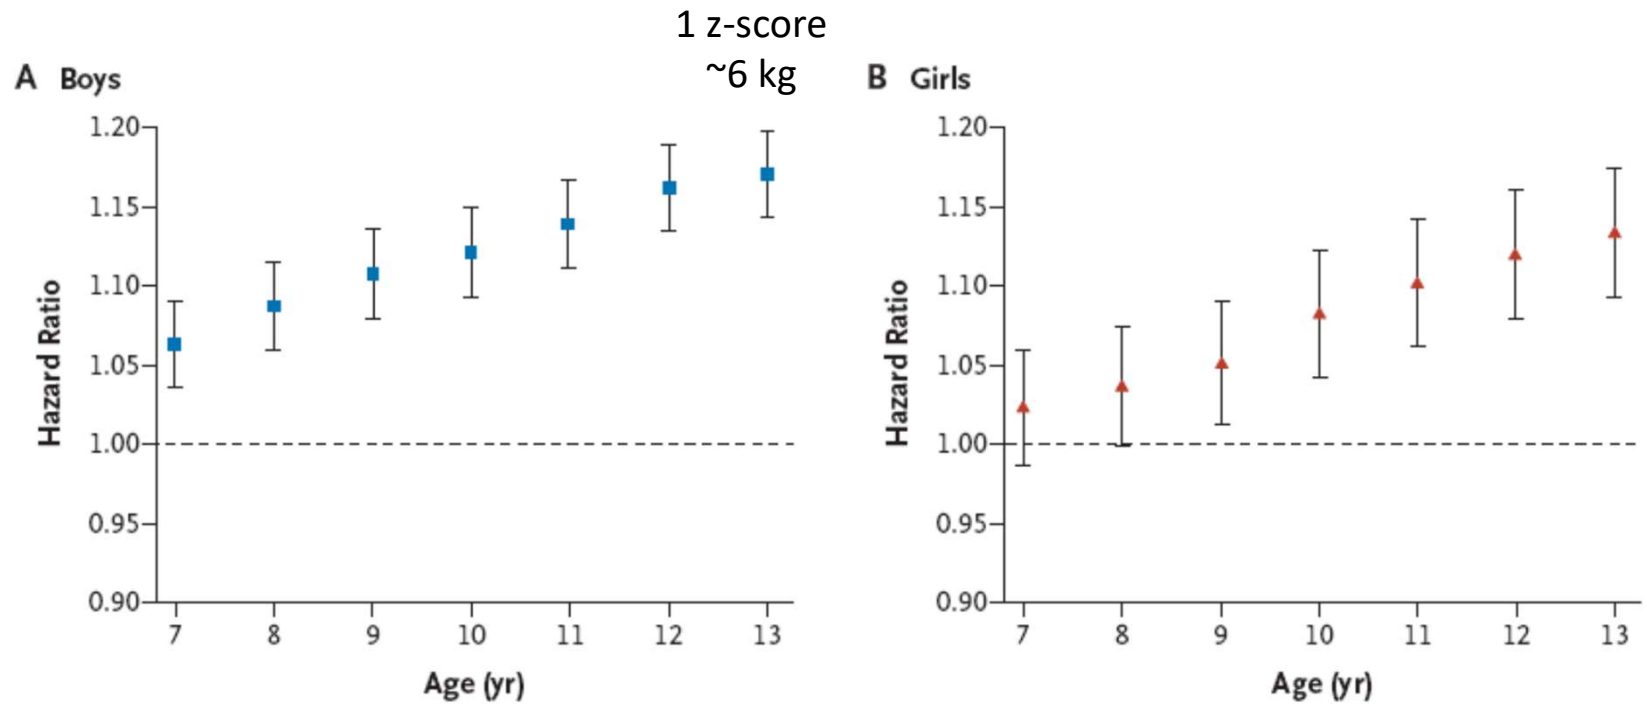 1 z-score
~6 kg
A Boys
1.20
1.15
1.10
1.05
1.00
0.95
0.90
Hazard Ratio
7 8 9 10 11 12 13
Age (yr)
B Girls
1.20
1.15
1.10
1.05
1.00
0.95
0.90
Hazard Ratio
7 8 9 10 11 12 13
Age (yr)